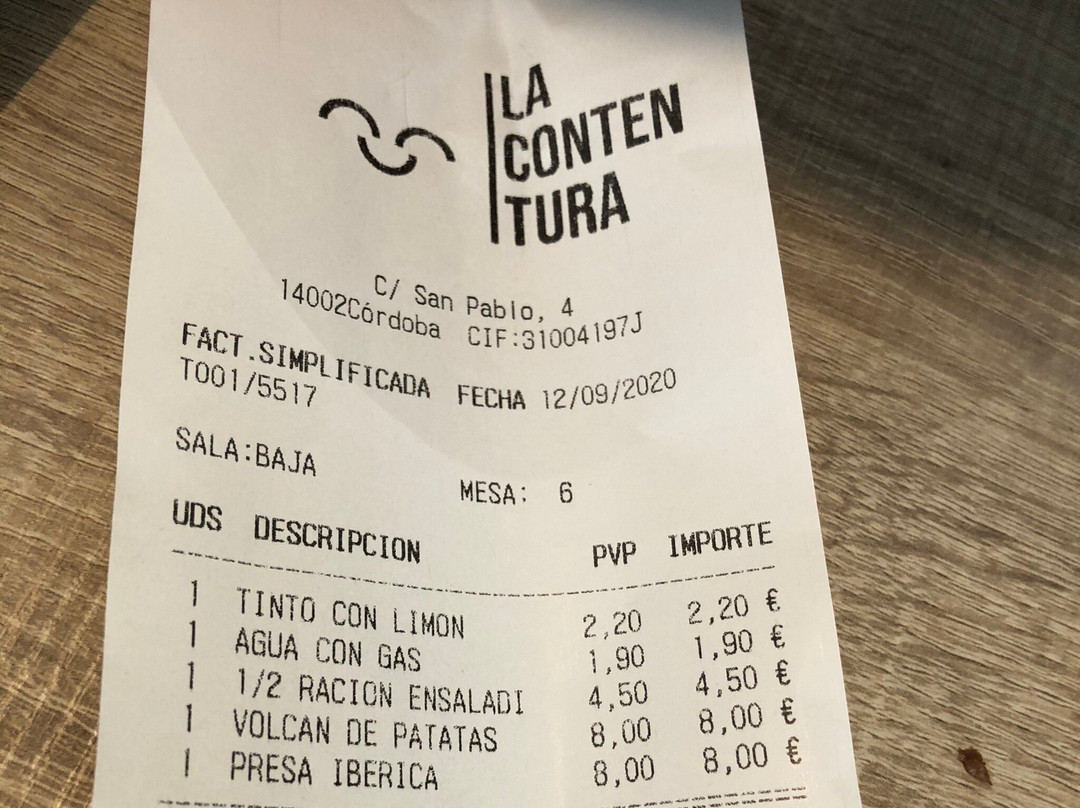 LA
CONTEN
TURA
C/ San Pablo, 4
14002Córdoba CIF:31004197J
FACT.SIMPLIFICADA FECHA 12/09/2020
T001/5517
SALA:BAJA
MESA: 6
UDS DESCRIPCION PVP IMPORTE
1 TINTO CON LIMON 2,20 2,20 €
1 AGUA CON GAS 1,90 1,90 €
1 1/2 RACION ENSALADI 4,50 4,50 €
1 VOLCAN DE PATATAS 8,00 8,00 €
1 PRESA IBERICA 8,00 8,00 €